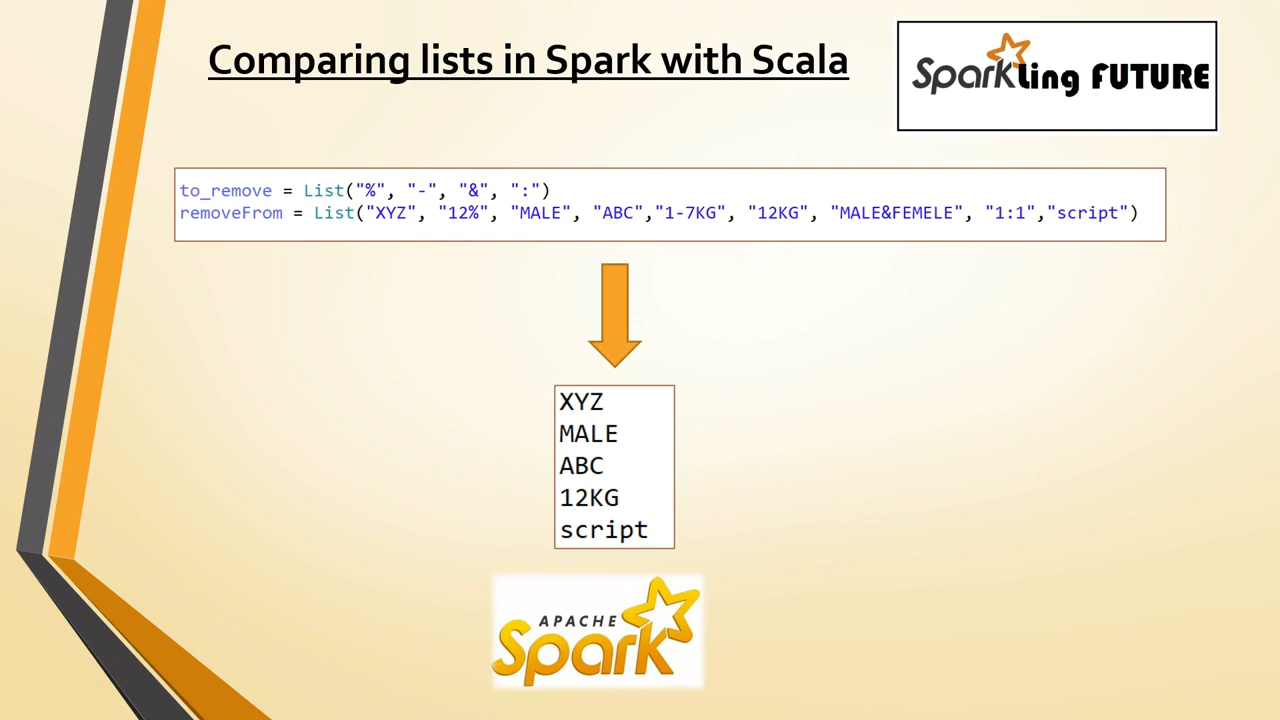 Comparing lists in Spark with Scala
Sparkling FUTURE
to_remove = List("%", "-", "&", ":")
removeFrom = List("XYZ", "12%", "MALE", "ABC","1-7KG", "12KG", "MALE&FEMELE", "1:1","script")
XYZ
MALE
ABC
12KG
script
APACHE
Spark